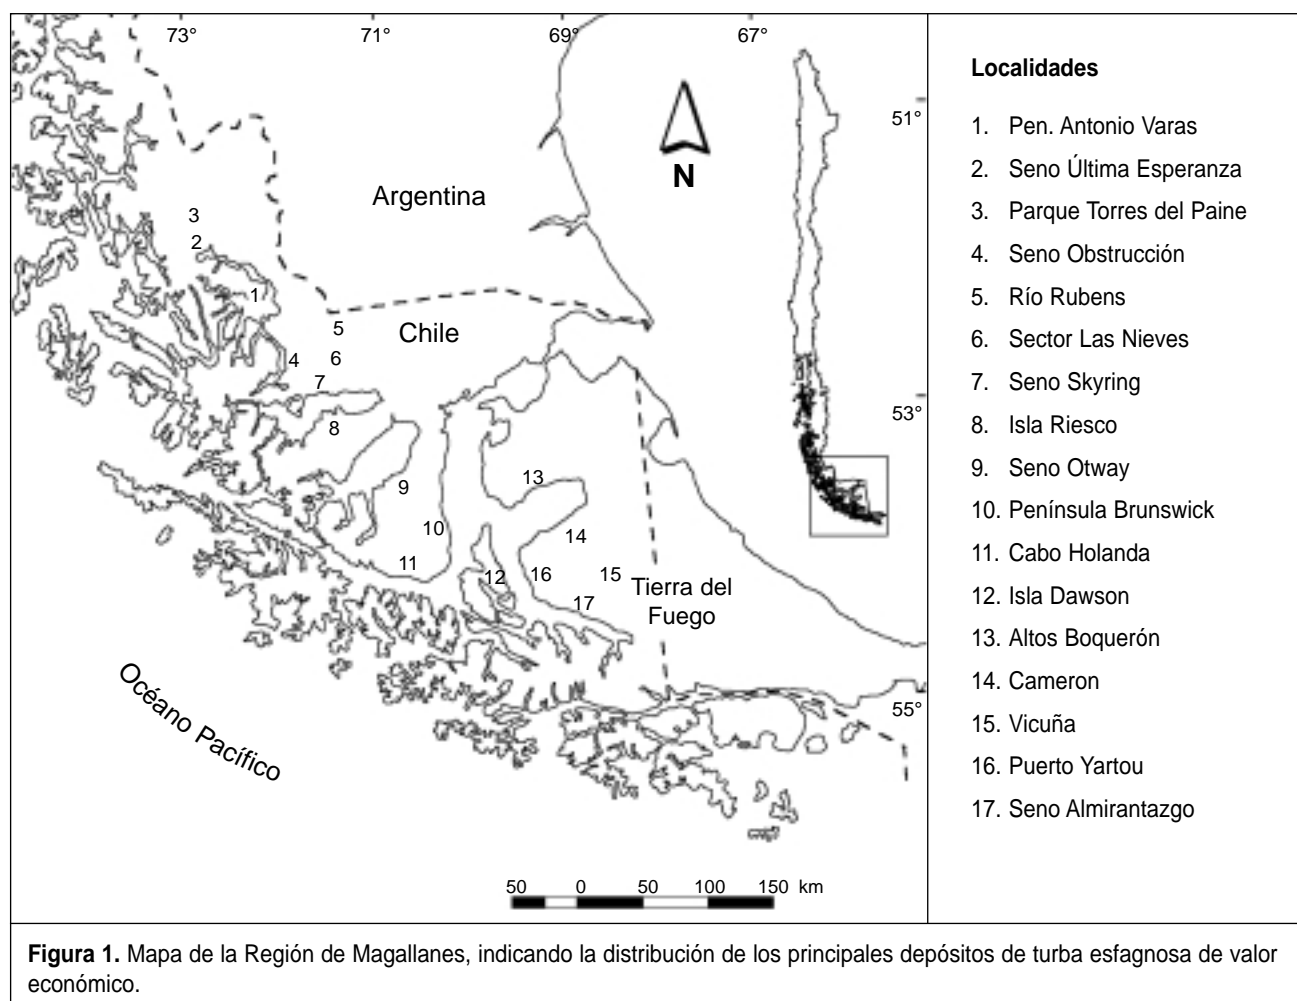 73°
71°
69°
67°
51°
53°
55°
N
Argentina
Chile
Tierra del
Fuego
Océano Pacífico
3
2
1
5
4
6
7
8
9
10
11
12
13
14
15
16
17
50 0 50 100 150 km
Localidades
1. Pen. Antonio Varas
2. Seno Última Esperanza
3. Parque Torres del Paine
4. Seno Obstrucción
5. Río Rubens
6. Sector Las Nieves
7. Seno Skyring
8. Isla Riesco
9. Seno Otway
10. Península Brunswick
11. Cabo Holanda
12. Isla Dawson
13. Altos Boquerón
14. Cameron
15. Vicuña
16. Puerto Yartou
17. Seno Almirantazgo
Figura 1. Mapa de la Región de Magallanes, indicando la distribución de los principales depósitos de turba esfagnosa de valor
económico.